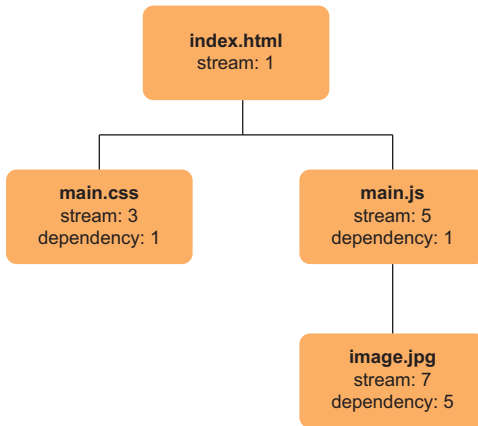 index.html
stream: 1
main.css
stream: 3
dependency: 1
main.js
stream: 5
dependency: 1
image.jpg
stream: 7
dependency: 5